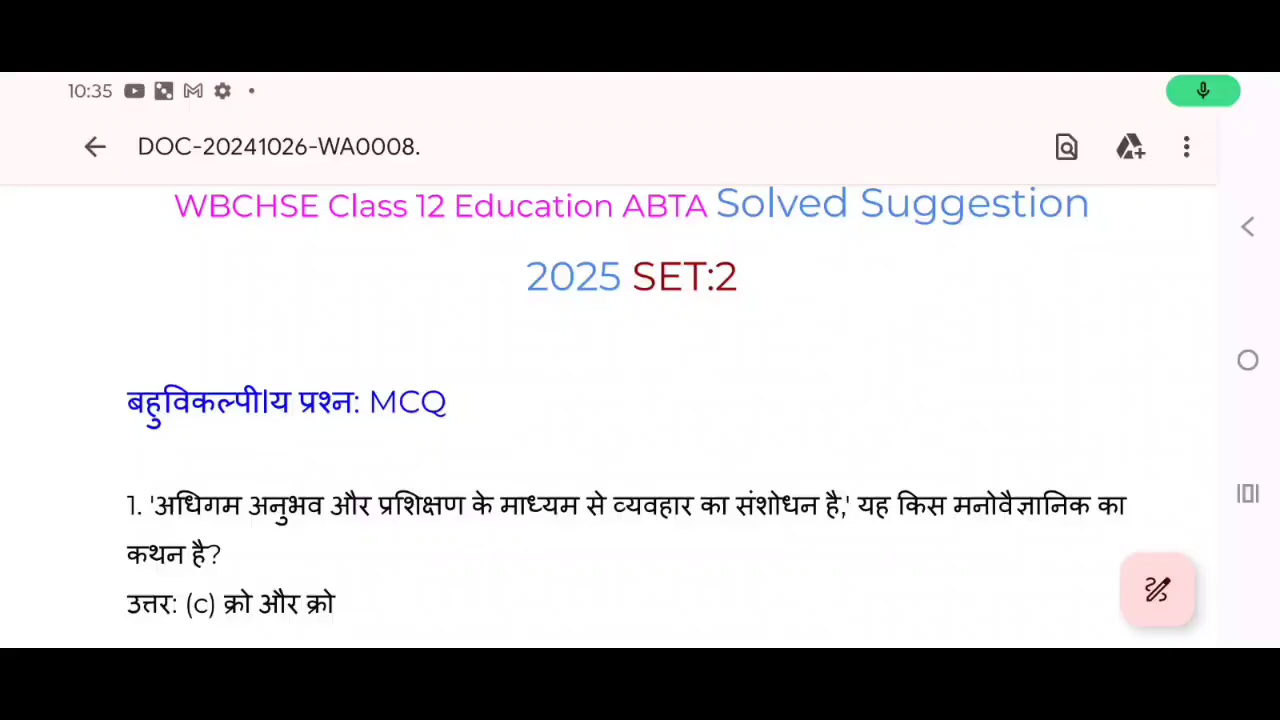 10:35
DOC-20241026-WA0008.
WBCHSE Class 12 Education ABTA Solved Suggestion
2025 SET:2
बहुविकल्पीlय प्रश्न: MCQ
1. 'अधिगम अनुभव और प्रशिक्षण के माध्यम से व्यवहार का संशोधन है,' यह किस मनोवैज्ञानिक का
कथन है?
उत्तर: (c) क्रो और क्रो